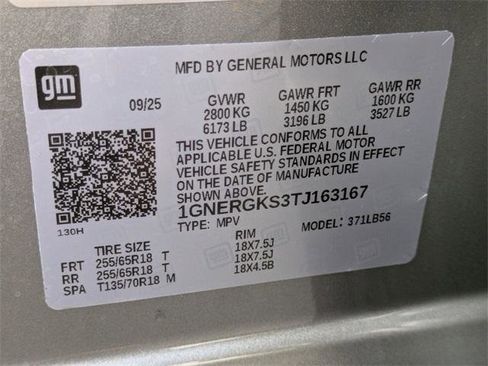 gm
MFD BY GENERAL MOTORS LLC
09/25 GVWR GAWR FRT GAWR RR
2800 KG 1450 KG 1600 KG
6173 LB 3196 LB 3527 LB
THIS VEHICLE CONFORMS TO ALL
APPLICABLE U.S. FEDERAL MOTOR
VEHICLE SAFETY STANDARDS IN EFFECT
ON THE DATE OF MANUFACTURE
1GNERGKS3TJ163167
130H
TYPE: MPV MODEL: 371LB56
TIRE SIZE RIM
FRT 255/65R18 T 18X7.5J
RR 255/65R18 T 18X7.5J
SPA T135/70R18 M 18X4.5B